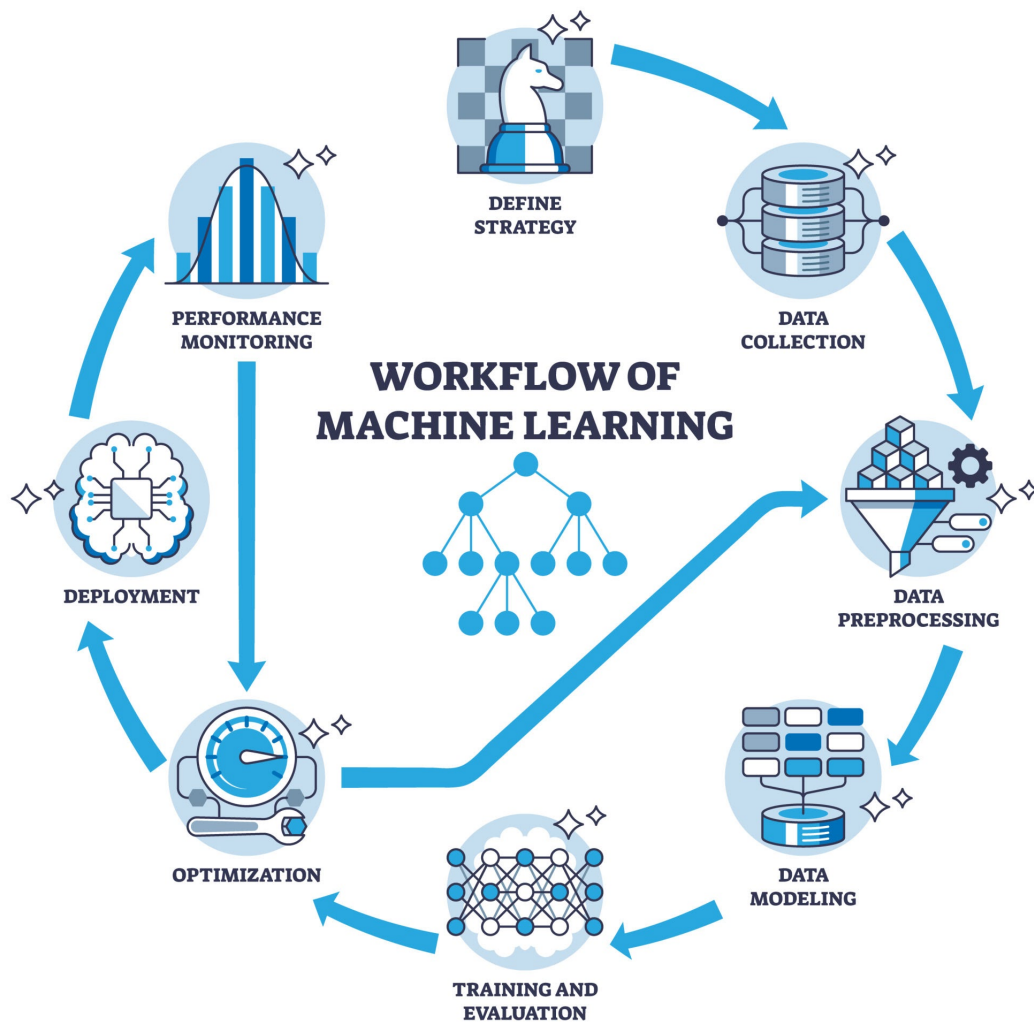 DEFINE
STRATEGY
DATA
COLLECTION
PERFORMANCE
MONITORING
WORKFLOW OF
MACHINE LEARNING
DATA
PREPROCESSING
DEPLOYMENT
OPTIMIZATION
DATA
MODELING
TRAINING AND
EVALUATION